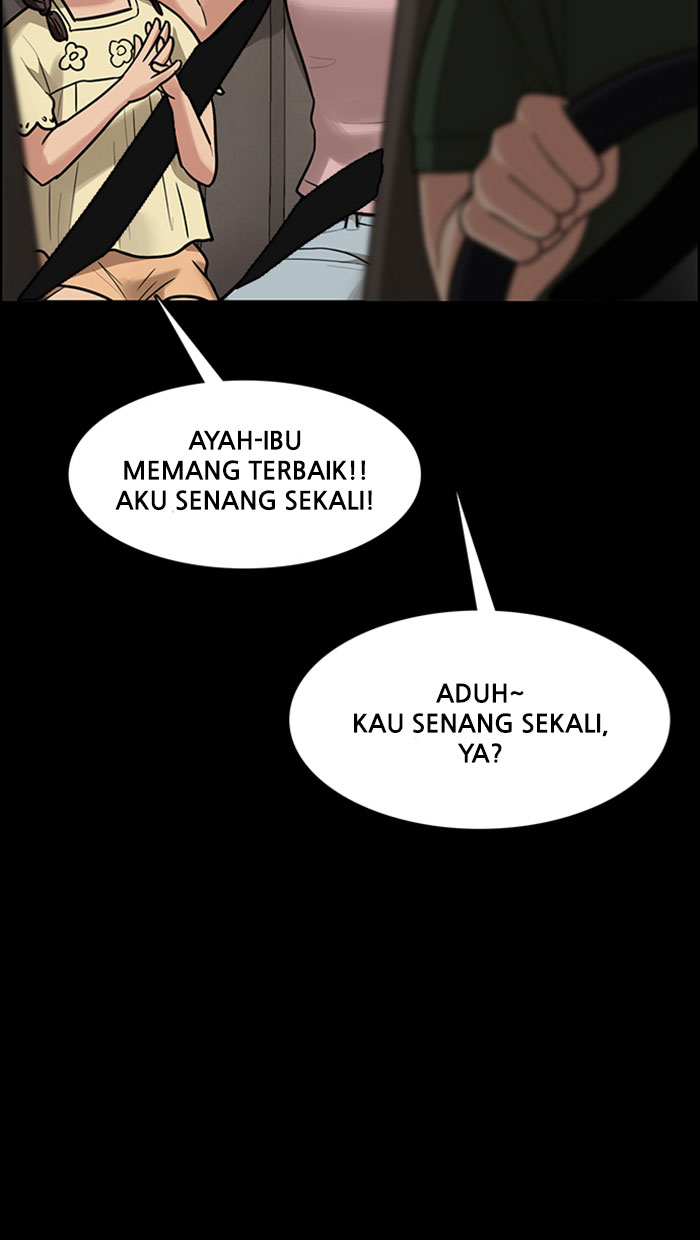 AYAH-IBU
MEMANG TERBAIK!!
AKU SENANG SEKALI!
ADUH~
KAU SENANG SEKALI,
YA?